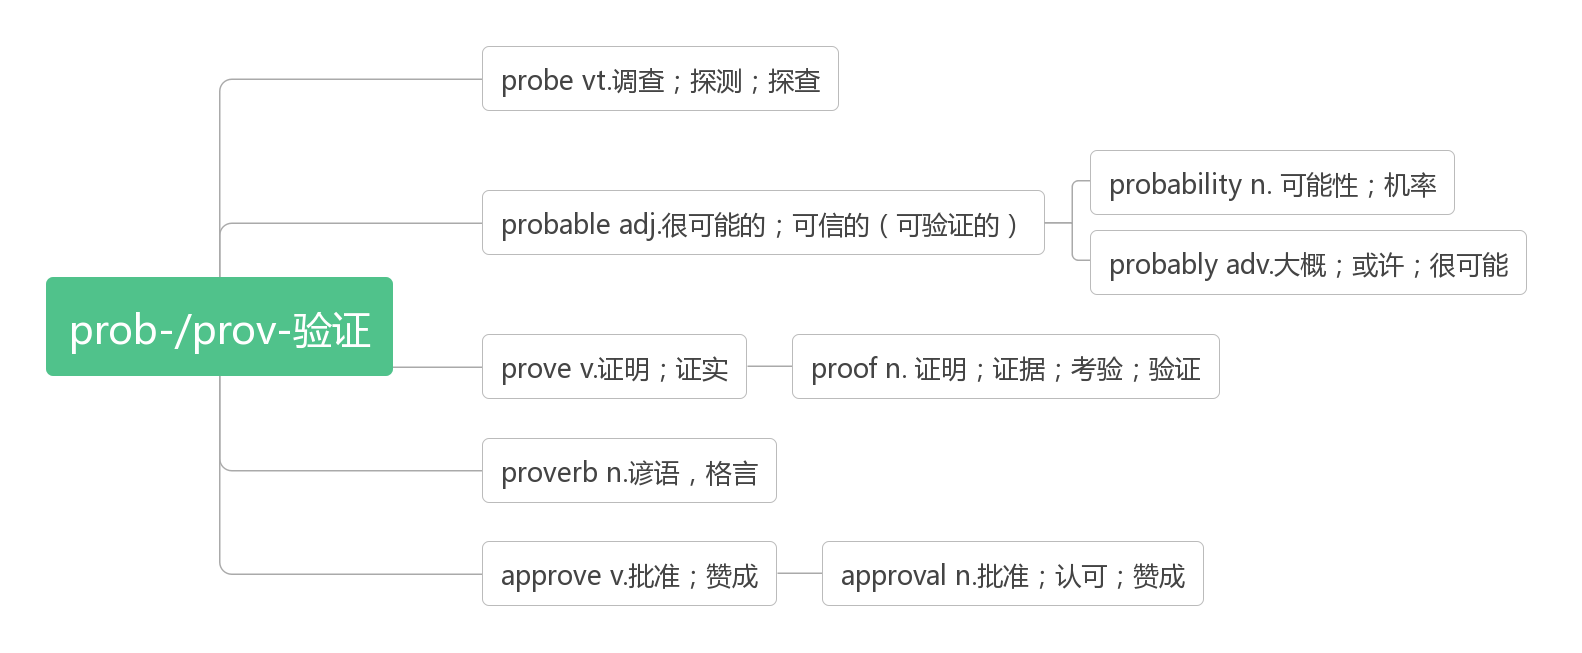 prob-/prov-验证
probe vt.调查；探测；探查
probable adj.很可能的；可信的（可验证的）
probability n. 可能性；机率
probably adv.大概；或许；很可能
prove v.证明；证实
proof n. 证明；证据；考验；验证
proverb n.谚语，格言
approve v.批准；赞成
approval n.批准；认可；赞成